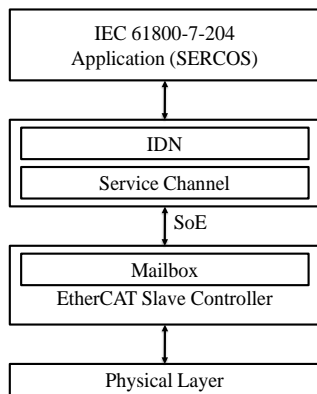 IEC 61800-7-204
Application (SERCOS)
IDN
Service Channel
SoE
Mailbox
EtherCAT Slave Controller
Physical Layer